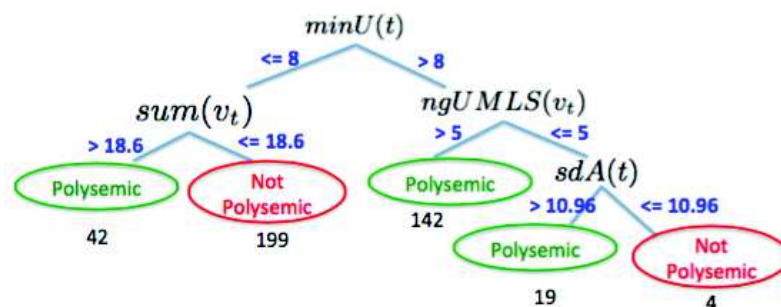 minU(t)
<= 8 > 8
sum(v_t) ngUMLS(v_t)
> 18.6 <= 18.6 > 5 <= 5
Polysemic Not Polysemic Polysemic sdA(t)
42 199 142 > 10.96 <= 10.96
Polysemic Not Polysemic
19 4